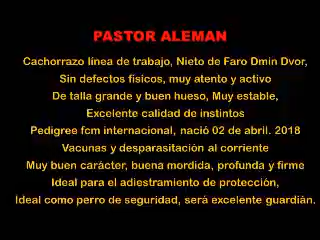 PASTOR ALEMAN
Cachorrazo línea de trabajo, Nieto de Faro Dmin Dvor,
Sin defectos físicos, muy atento y activo
De talla grande y buen hueso, Muy estable,
Excelente calidad de instintos
Pedigree fcm internacional, nació 02 de abril. 2018
Vacunas y desparasitación al corriente
Muy buen carácter, buena mordida, profunda y firme
Ideal para el adiestramiento de protección,
Ideal como perro de seguridad, será excelente guardián.